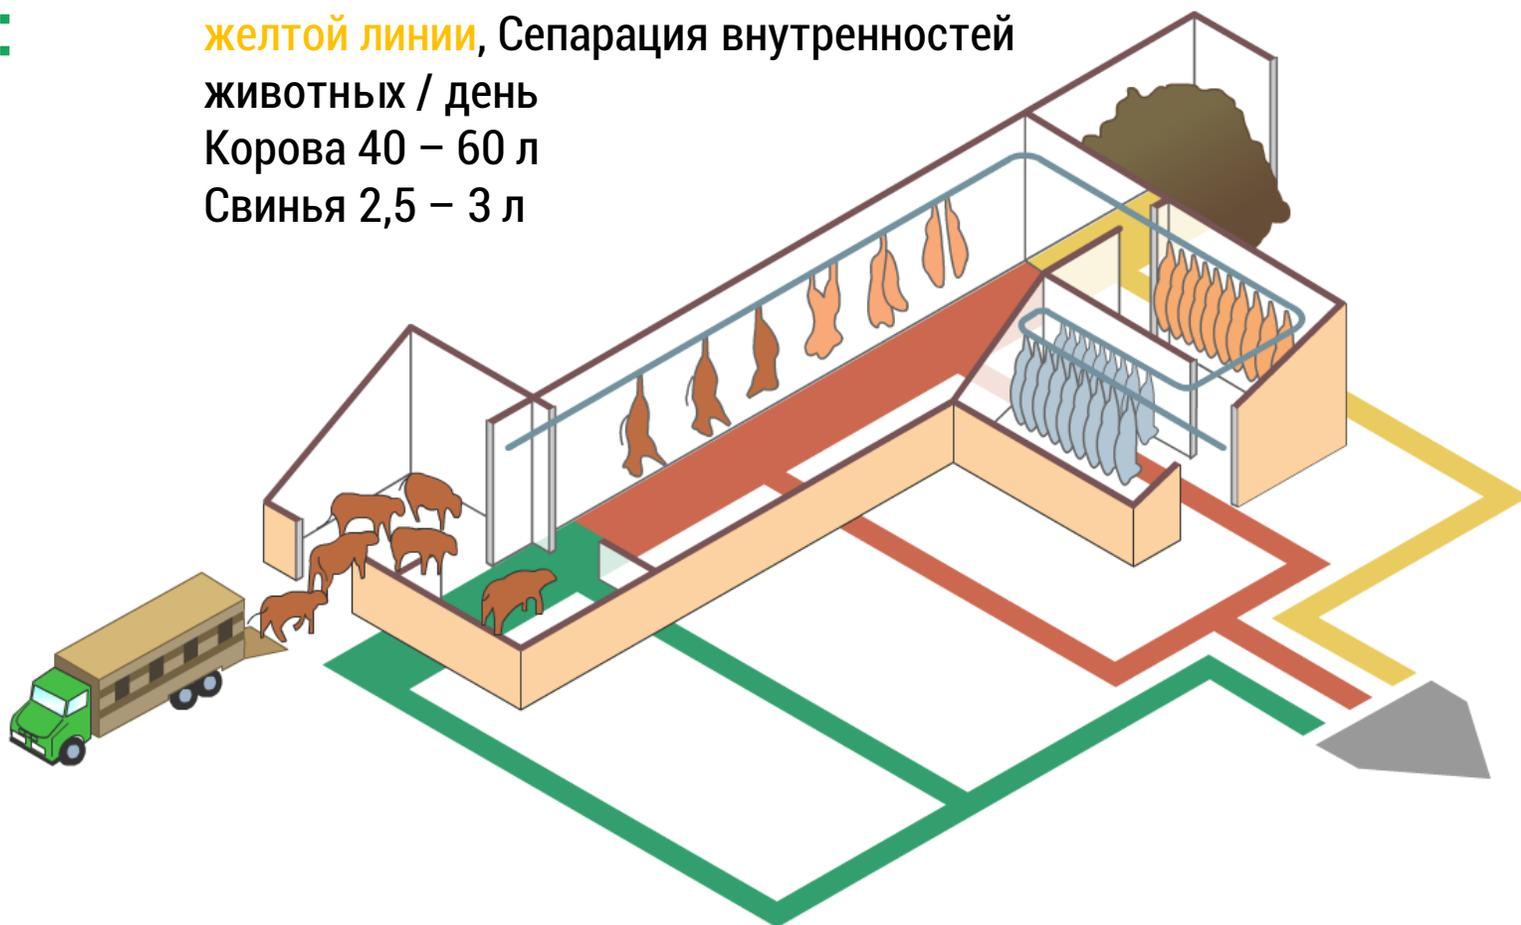 :
желтой линии, Сепарация внутренностей
животных / день
Корова 40 – 60 л
Свинья 2,5 – 3 л